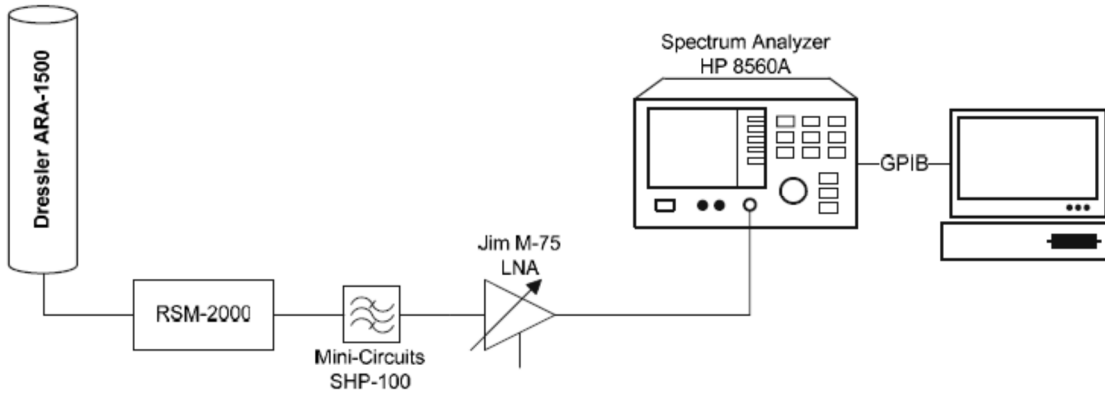 Dressler ARA-1500
RSM-2000
Mini-Circuits
SHP-100
Jim M-75
LNA
Spectrum Analyzer
HP 8560A
GPIB